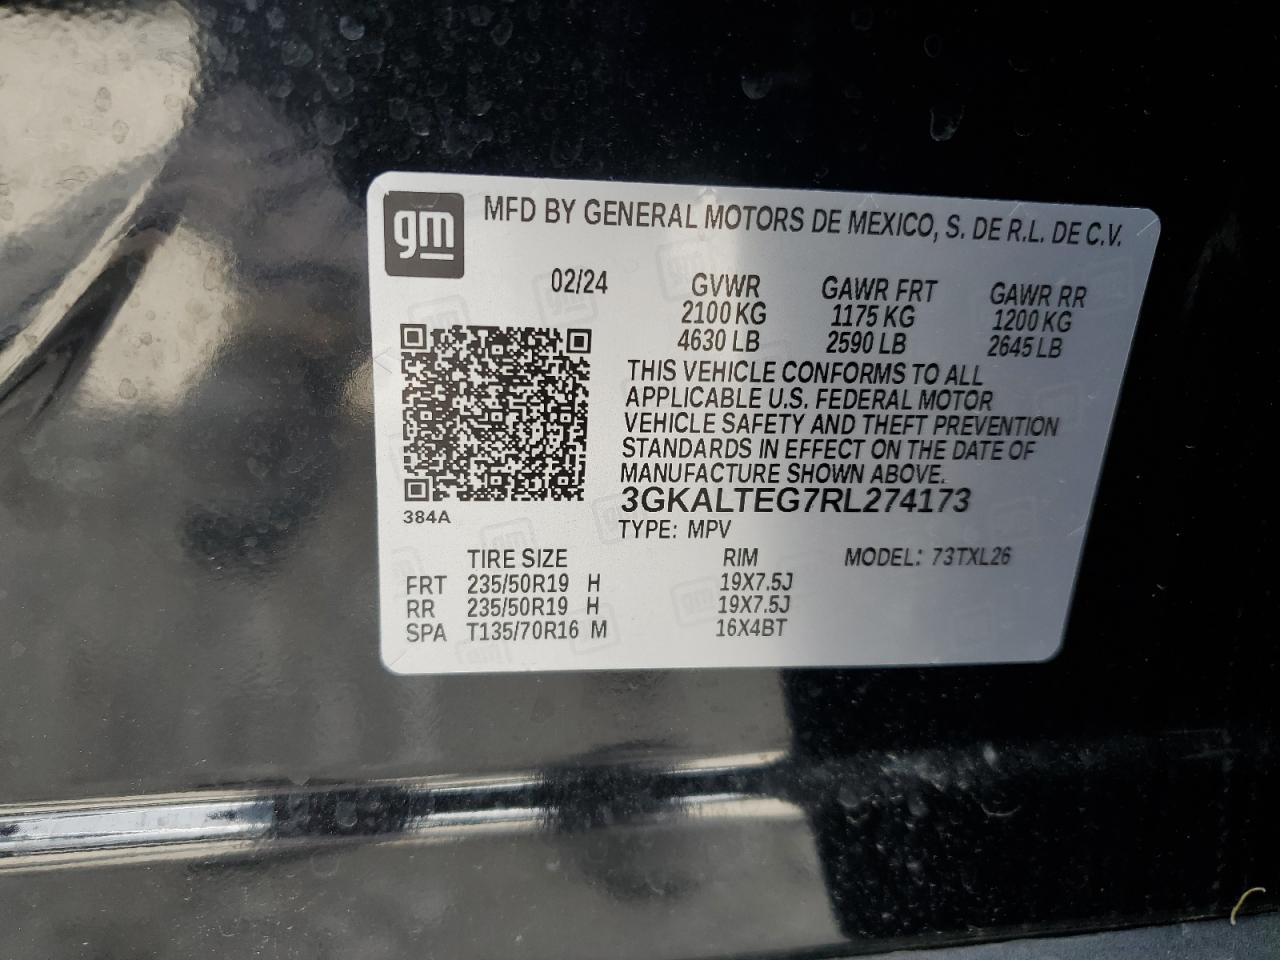 gm MFD BY GENERAL MOTORS DE MEXICO, S. DE R.L. DE C.V.
02/24 GVWR GAWR FRT GAWR RR
2100 KG 1175 KG 1200 KG
4630 LB 2590 LB 2645 LB
THIS VEHICLE CONFORMS TO ALL
APPLICABLE U.S. FEDERAL MOTOR
VEHICLE SAFETY AND THEFT PREVENTION
STANDARDS IN EFFECT ON THE DATE OF
MANUFACTURE SHOWN ABOVE.
3GKALTEG7RL274173
384A
TYPE: MPV
TIRE SIZE RIM MODEL: 73TXL26
FRT 235/50R19 H 19X7.5J
RR 235/50R19 H 19X7.5J
SPA T135/70R16 M 16X4BT